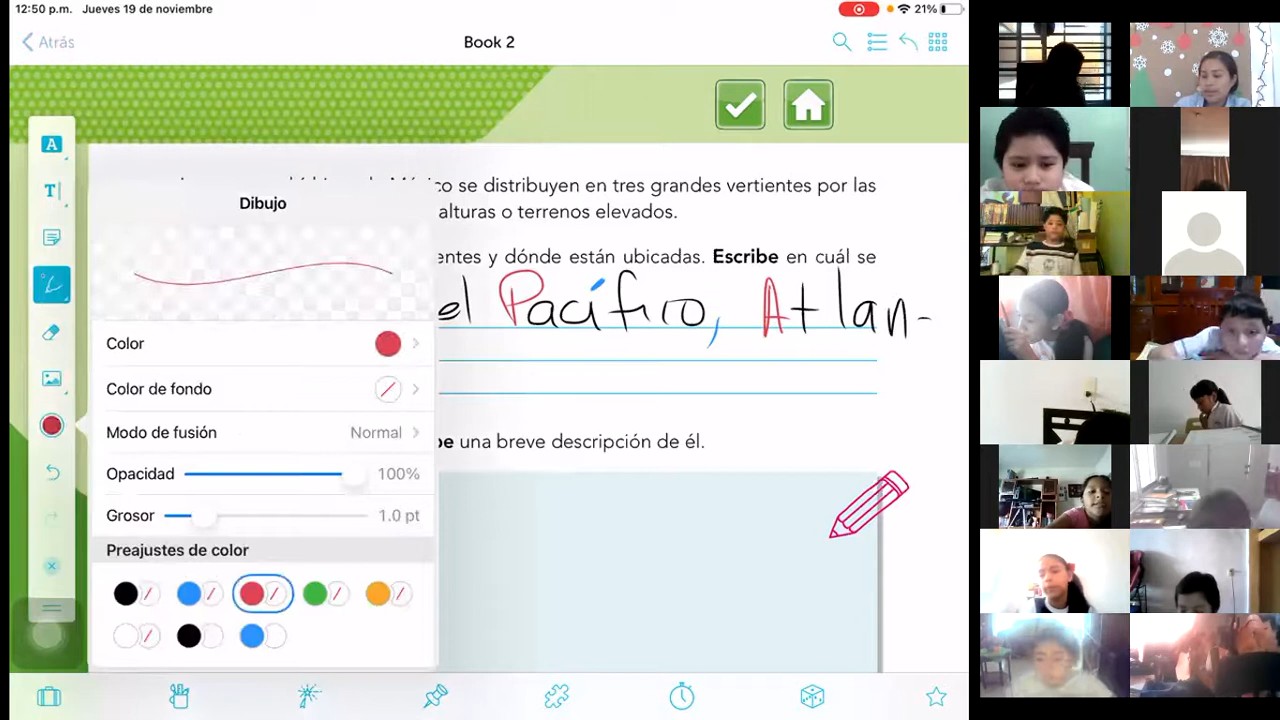 12:50 p.m. Jueves 19 de noviembre
21%
Atrás
Book 2
co se distribuyen en tres grandes vertientes por las
alturas o terrenos elevados.
entes y dónde están ubicadas. Escribe en cuál se
el Pacífiro, Atlan-
be una breve descripción de él.
A
T
Dibujo
Color
Color de fondo
Modo de fusión Normal
Opacidad 100%
Grosor 1.0 pt
Preajustes de color